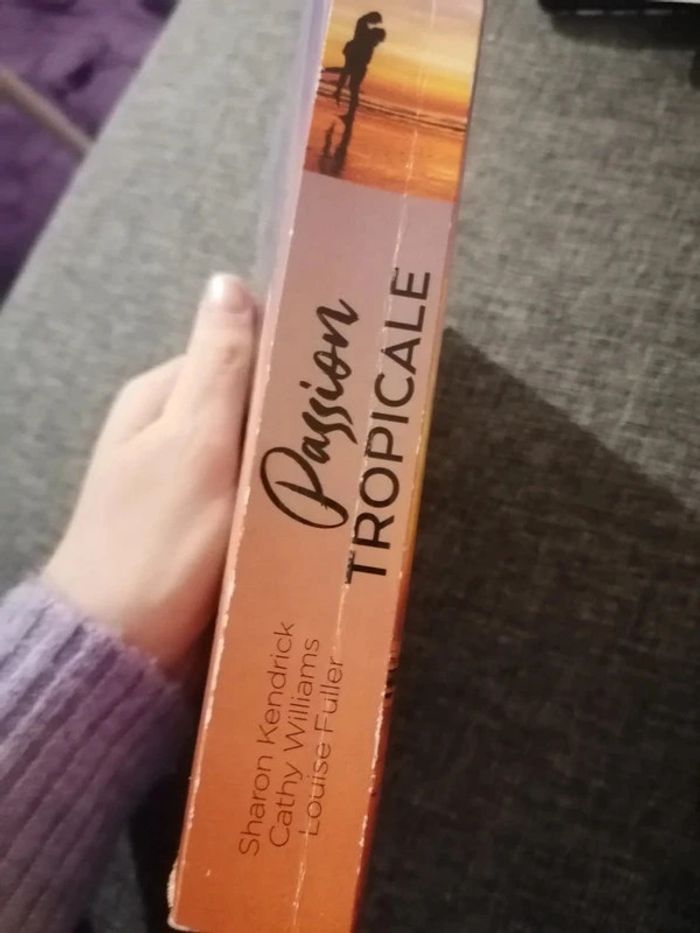 Passion
TROPICALE
Sharon Kendrick
Cathy Williams
Louise Fuller